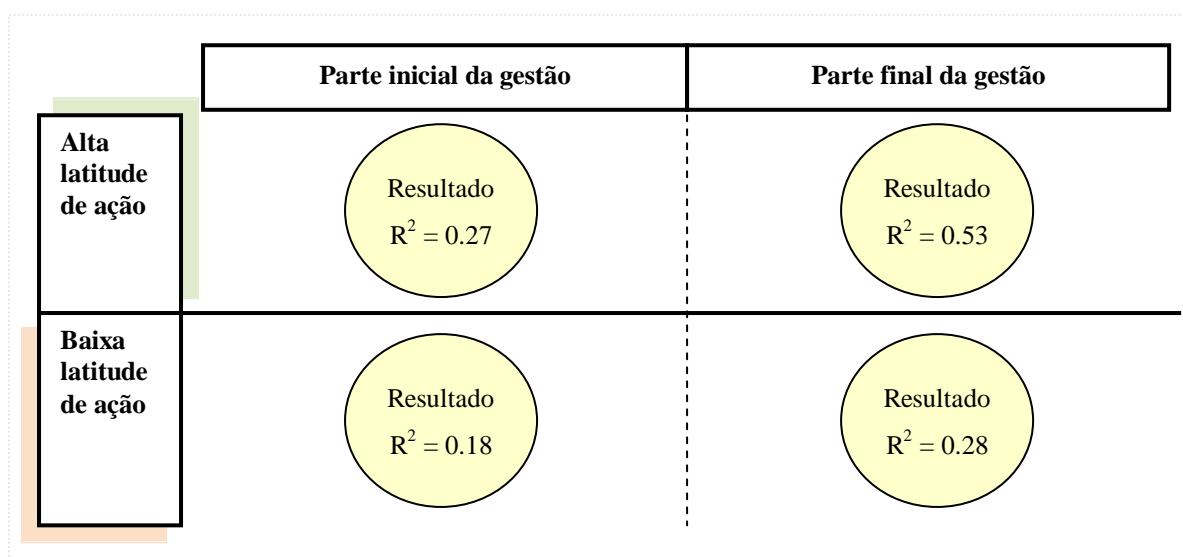 Parte inicial da gestão
Parte final da gestão
Alta
latitude
de ação
Resultado
R² = 0.27
Resultado
R² = 0.53
Baixa
latitude
de ação
Resultado
R² = 0.18
Resultado
R² = 0.28